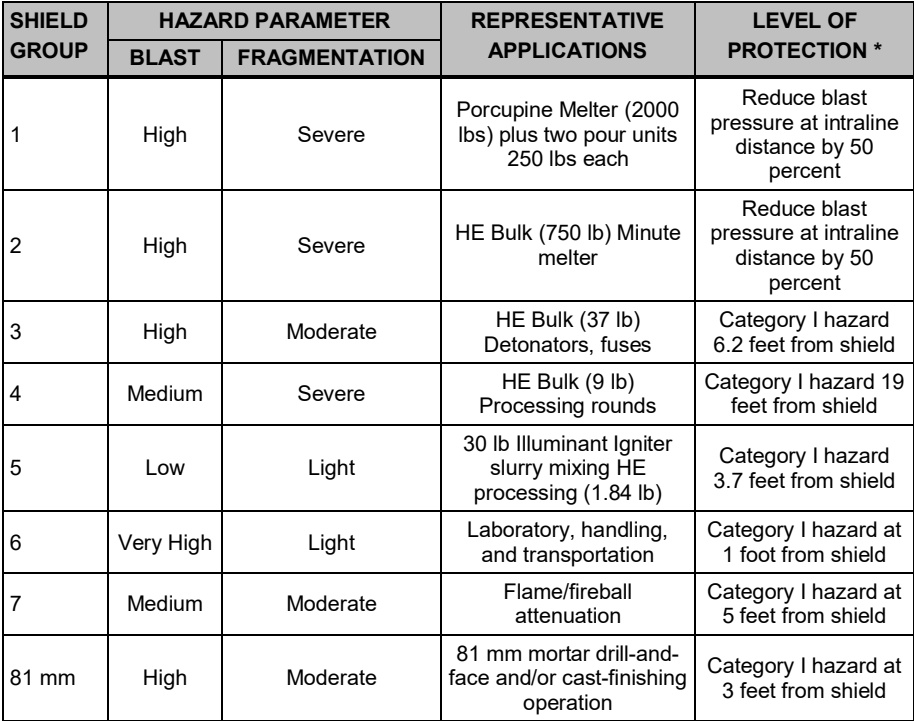 SHIELD GROUP
HAZARD PARAMETER
REPRESENTATIVE APPLICATIONS
LEVEL OF PROTECTION *
BLAST
FRAGMENTATION
1
High
Severe
Porcupine Melter (2000
lbs) plus two pour units
250 lbs each
Reduce blast
pressure at intraline
distance by 50
percent
2
High
Severe
HE Bulk (750 lb) Minute
melter
Reduce blast
pressure at intraline
distance by 50
percent
3
High
Moderate
HE Bulk (37 lb)
Detonators, fuses
Category I hazard
6.2 feet from shield
4
Medium
Severe
HE Bulk (9 lb)
Processing rounds
Category I hazard 19
feet from shield
5
Low
Light
30 lb Illuminant Igniter
slurry mixing HE
processing (1.84 lb)
Category I hazard
3.7 feet from shield
6
Very High
Light
Laboratory, handling,
and transportation
Category I hazard at
1 foot from shield
7
Medium
Moderate
Flame/fireball
attenuation
Category I hazard at
5 feet from shield
81 mm
High
Moderate
81 mm mortar drill-and-
face and/or cast-finishing
operation
Category I hazard at
3 feet from shield